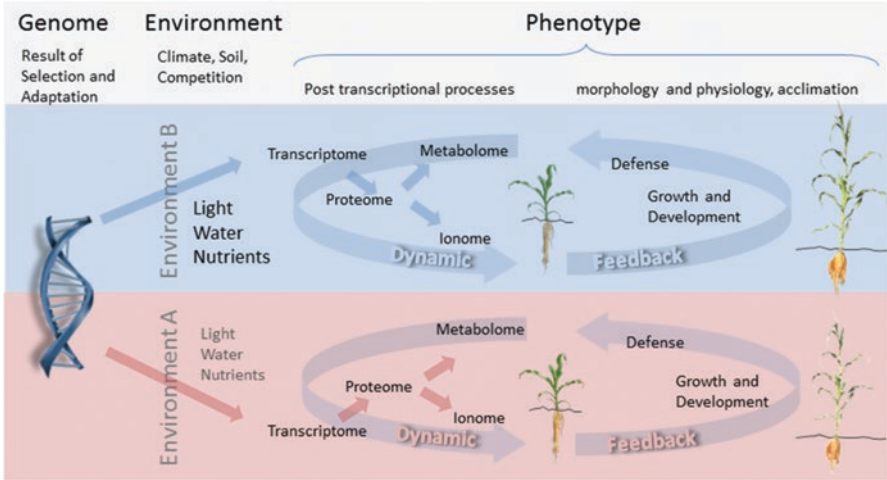 Genome
Environment
Phenotype
Result of
Selection and
Adaptation
Climate, Soil,
Competition
Post transcriptional processes
morphology and physiology, acclimation
Environment B
Light
Water
Nutrients
Transcriptome
Metabolome
Proteome
Ionome
Dynamic
Feedback
Defense
Growth and
Development
Environment A
Light
Water
Nutrients
Metabolome
Proteome
Ionome
Transcriptome
Dynamic
Feedback
Defense
Growth and
Development